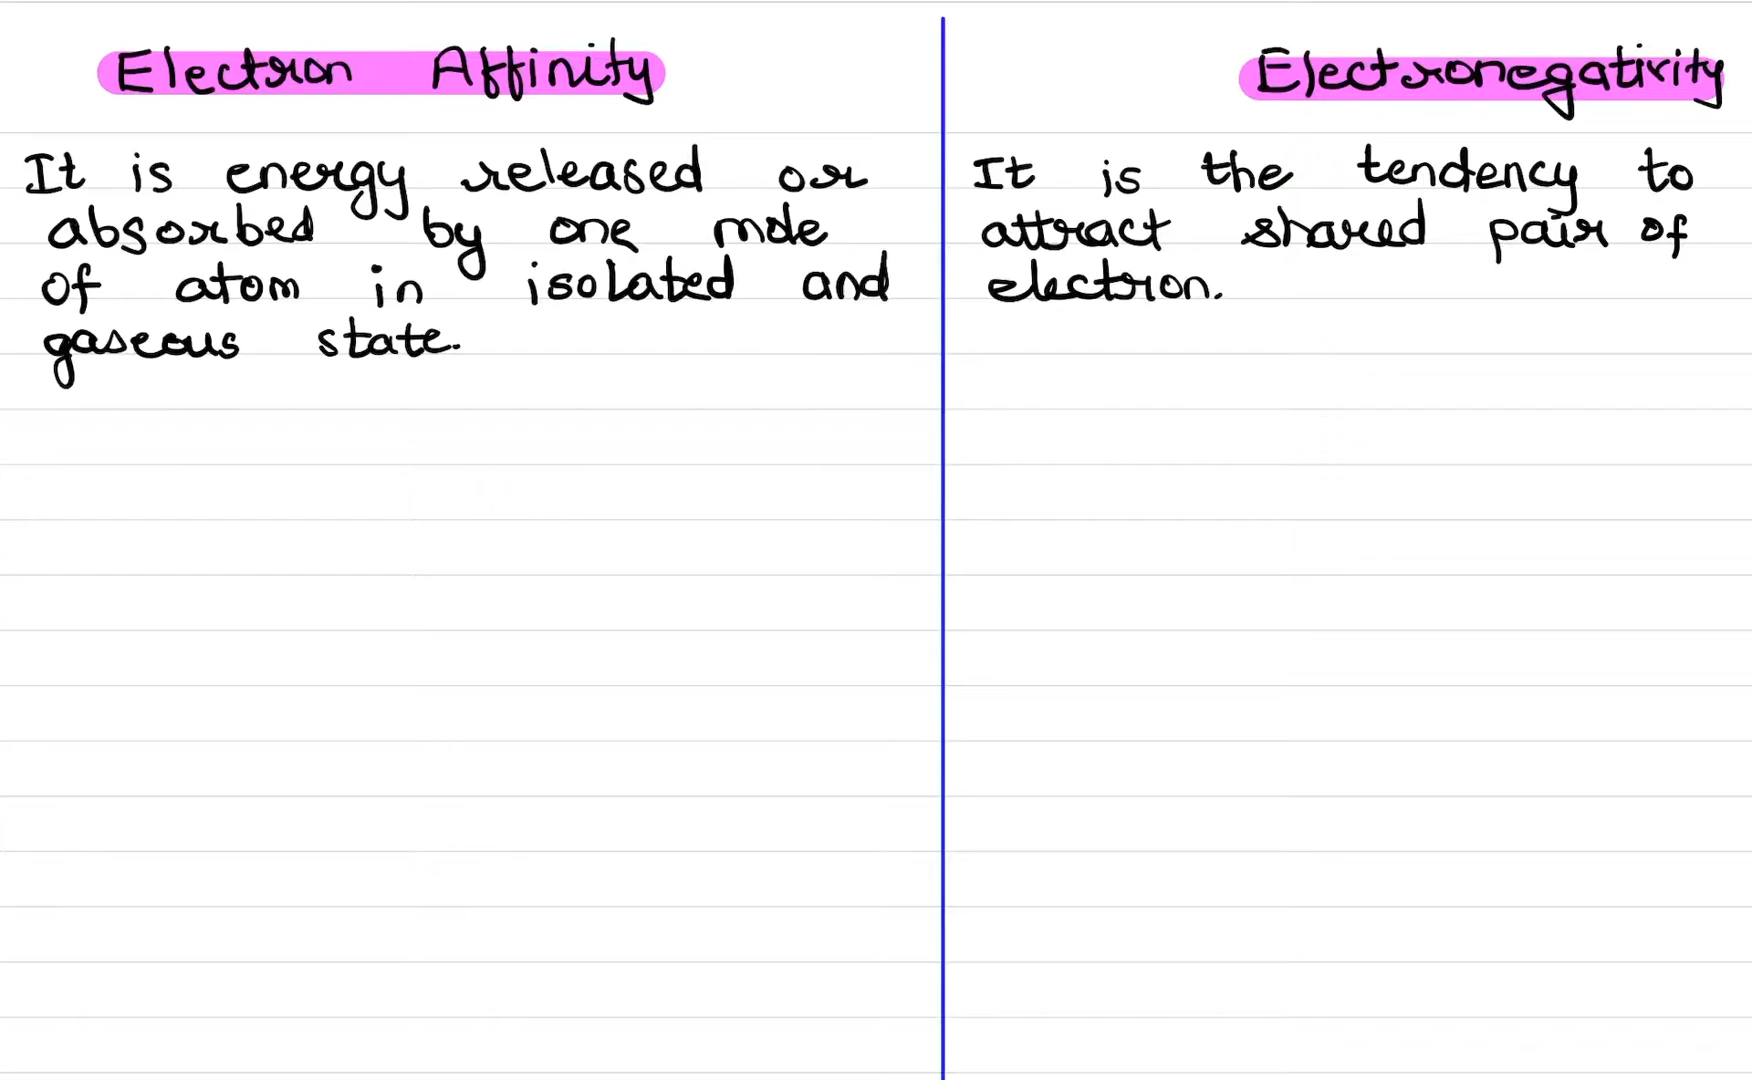 Electron Affinity
It is energy released or
absorbed by one mole
of atom in isolated and
gaseous state.
Electronegativity
It is the tendency to
attract shared pair of
electron.